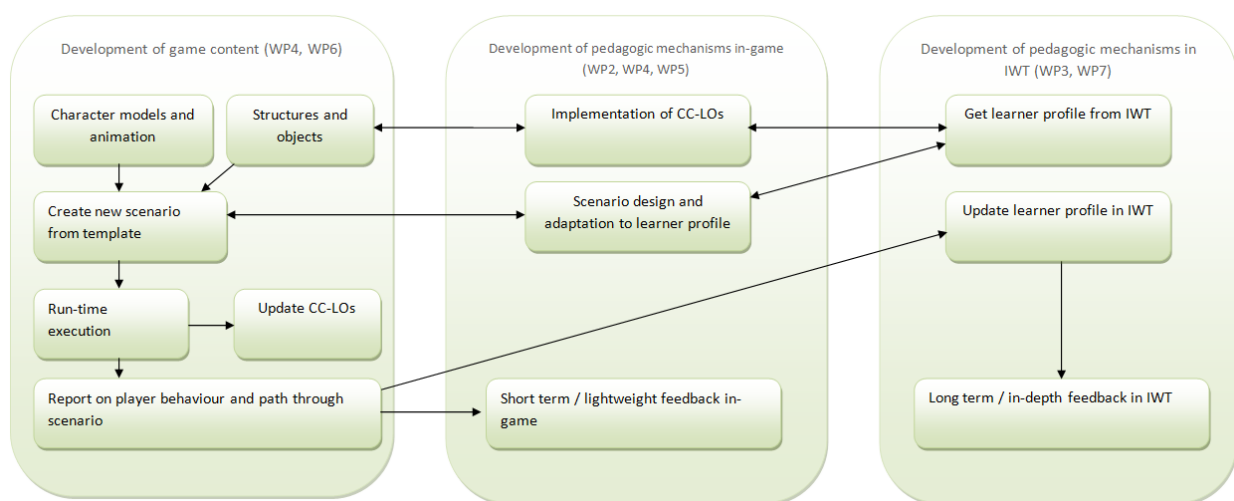 Development of game content (WP4, WP6)
Character models and
animation
Structures and
objects
Create new scenario
from template
Run-time
execution
Update CC-LOs
Report on player behaviour and path through
scenario
Development of pedagogic mechanisms in-game
(WP2, WP4, WP5)
Implementation of CC-LOs
Scenario design and
adaptation to learner profile
Short term / lightweight feedback in-
game
Development of pedagogic mechanisms in
IWT (WP3, WP7)
Get learner profile from IWT
Update learner profile in IWT
Long term / in-depth feedback in IWT